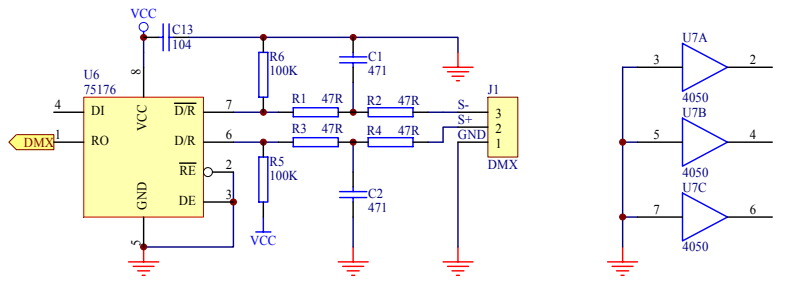 VCC
C13
104
U6
75176
8
VCC
4
DI
D/R
7
DMX
1
RO
D/R
6
RE
2
DE
3
GND
5
R6
100K
R5
100K
VCC
C1
471
R1
47R
R2
47R
R3
47R
R4
47R
C2
471
J1
S-
3
S+
2
GND
1
DMX
U7A
3
2
4050
U7B
5
4
4050
U7C
7
6
4050